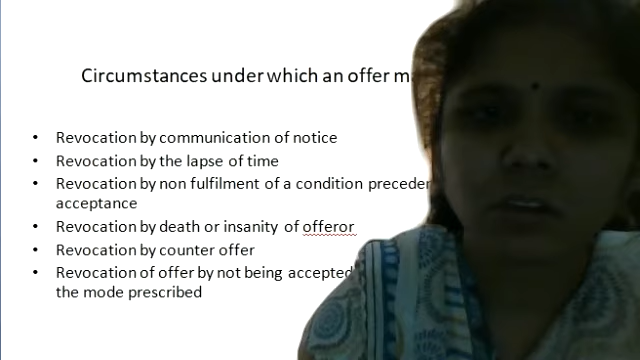 Circumstances under which an offer
• Revocation by communication of notice
• Revocation by the lapse of time
• Revocation by non fulfilment of a condition
acceptance
• Revocation by death or insanity of offeror
• Revocation by counter offer
• Revocation of offer by not being accepted
the mode prescribed